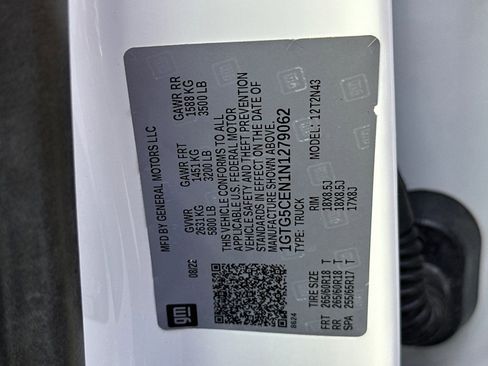 MFD BY GENERAL MOTORS LLC
08/22
GVWR
2631 KG
5800 LB
GAWR FRT
1451 KG
3200 LB
GAWR RR
1588 KG
3500 LB
THIS VEHICLE CONFORMS TO ALL
APPLICABLE U.S. FEDERAL MOTOR
VEHICLE SAFETY AND THEFT PREVENTION
STANDARDS IN EFFECT ON THE DATE OF
MANUFACTURE SHOWN ABOVE.
1GTG5CEN1N1279062
TYPE: TRUCK
12T2N43
gm
8624
TIRE SIZE
RIM
FRT 265/60R18 T 18X8.5J
RR 265/60R18 T 18X8.5J
SPA 255/65R17 T 17X8J